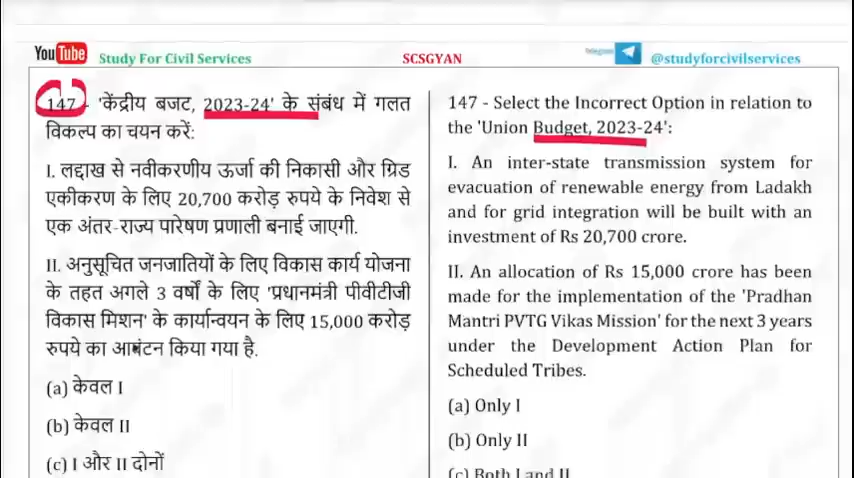 YouTube Study For Civil Services SCSGYAN Telegram @studyforcivilservices
147 - 'केंद्रीय बजट, 2023-24' के संबंध में गलत
विकल्प का चयन करें:
I. लद्दाख से नवीकरणीय ऊर्जा की निकासी और ग्रिड
एकीकरण के लिए 20,700 करोड़ रुपये के निवेश से
एक अंतर-राज्य पारेषण प्रणाली बनाई जाएगी.
II. अनुसूचित जनजातियों के लिए विकास कार्य योजना
के तहत अगले 3 वर्षों के लिए 'प्रधानमंत्री पीवीटीजी
विकास मिशन' के कार्यान्वयन के लिए 15,000 करोड़
रुपये का आबंटन किया गया है.
(a) केवल I
(b) केवल II
(c) I और II दोनों
147 - Select the Incorrect Option in relation to
the 'Union Budget, 2023-24':
I. An inter-state transmission system for
evacuation of renewable energy from Ladakh
and for grid integration will be built with an
investment of Rs 20,700 crore.
II. An allocation of Rs 15,000 crore has been
made for the implementation of the 'Pradhan
Mantri PVTG Vikas Mission' for the next 3 years
under the Development Action Plan for
Scheduled Tribes.
(a) Only I
(b) Only II
(c) Both I and II